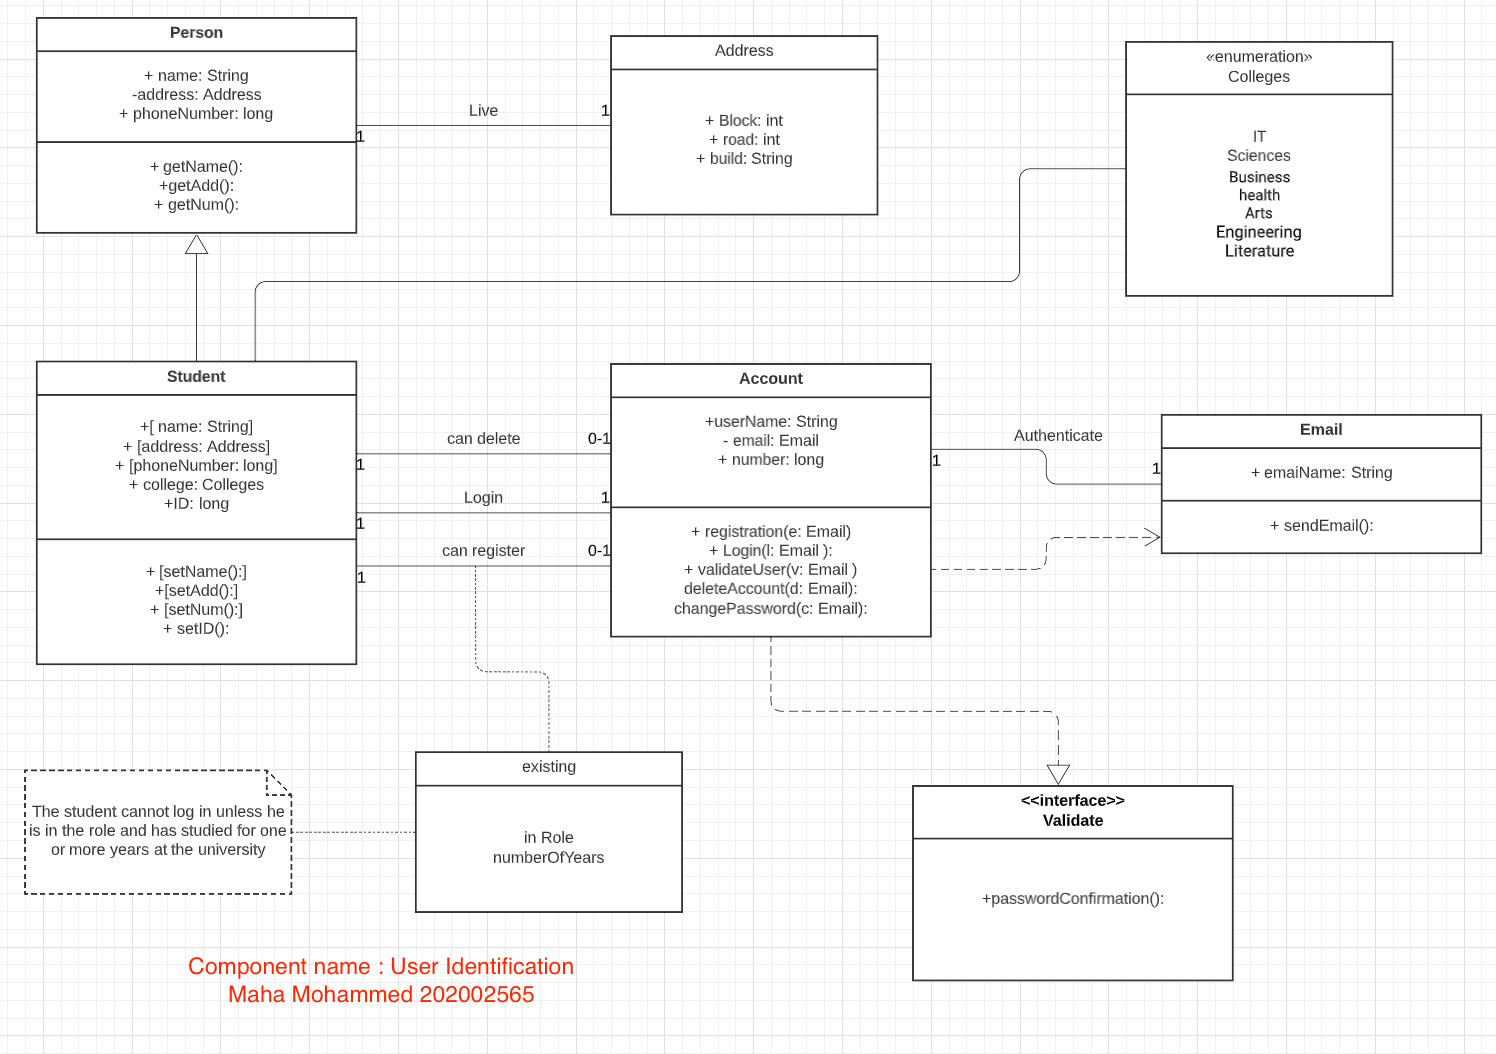 Person
+ name: String
-address: Address
+ phoneNumber: long
+ getName():
+getAdd():
+ getNum():
Live
1
1
Address
+ Block: int
+ road: int
+ build: String
«enumeration»
Colleges
IT
Sciences
Business
health
Arts
Engineering
Literature
Student
+[ name: String]
+ [address: Address]
+ [phoneNumber: long]
+ college: Colleges
+ID: long
+ [setName():]
+[setAdd():]
+ [setNum():]
+ setID():
can delete
0-1
1
Login
1
1
can register
0-1
1
Account
+userName: String
- email: Email
+ number: long
+ registration(e: Email)
+ Login(l: Email ):
+ validateUser(v: Email )
deleteAccount(d: Email):
changePassword(c: Email):
Authenticate
1
1
Email
+ emaiName: String
+ sendEmail():
The student cannot log in unless he
is in the role and has studied for one
or more years at the university
existing
in Role
numberOfYears
<<interface>>
Validate
+passwordConfirmation():
Component name : User Identification
Maha Mohammed 202002565